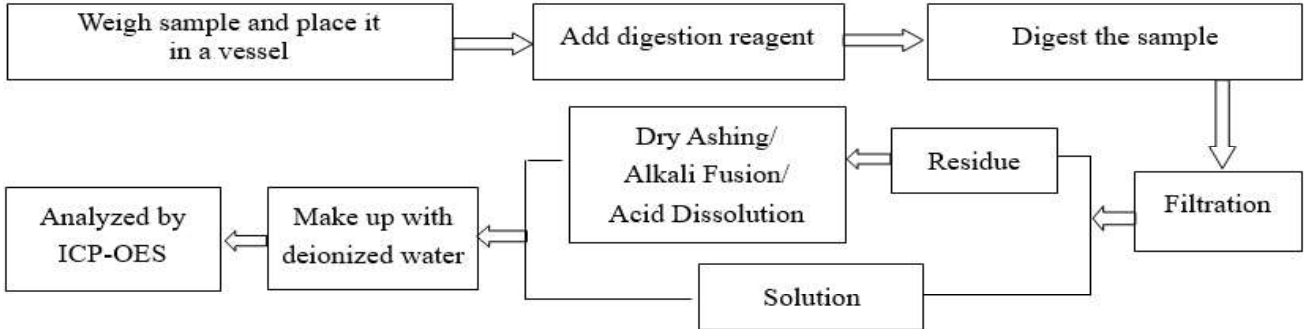 Weigh sample and place it
in a vessel
Add digestion reagent
Digest the sample
Filtration
Residue
Dry Ashing/
Alkali Fusion/
Acid Dissolution
Solution
Make up with
deionized water
Analyzed by
ICP-OES